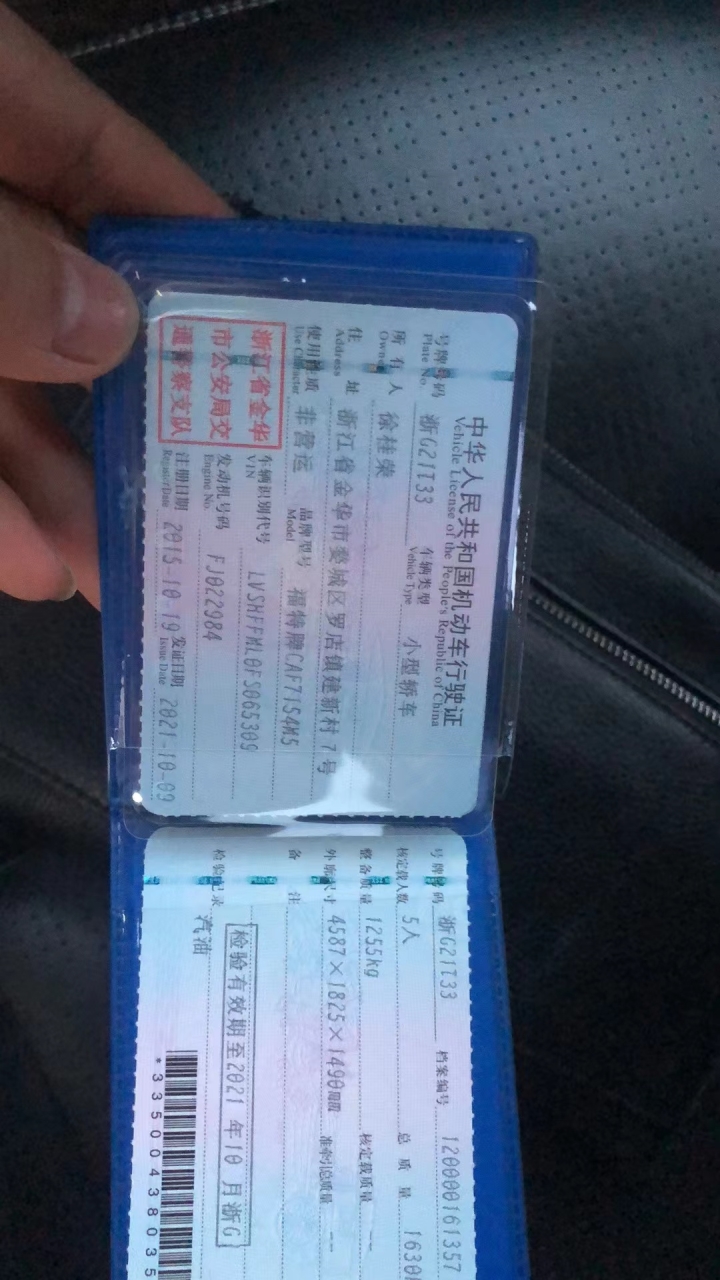 中华人民共和国机动车行驶证
Vehicle License of the People's Republic of China
号牌号码 浙G21T33 车辆类型 小型轿车
Plate No. Vehicle Type
所有人 徐桂荣
Owner
住址 浙江省金华市婺城区罗店镇建新村7号
Address
使用性质 非营运 品牌型号 福特牌CAF7154M5
Use Character Model
浙江省金华
市公安局交
通警察支队
车辆识别代号 LVSHFFML0FS065309
VIN
发动机号码 FJ022984
Engine No.
注册日期 2015-10-19 发证日期 2021-10-09
Register Date Issue Date
号牌号码 浙G21T33 档案编号 120000161357
核定载人数 5人 总质量 1630
整备质量 1255kg 核定载质量 --
外廓尺寸 4587×1825×1490mm 准牵引总质量 --
备注
检验有效期至2021年10月浙G
检验记录 汽油
*33500438035